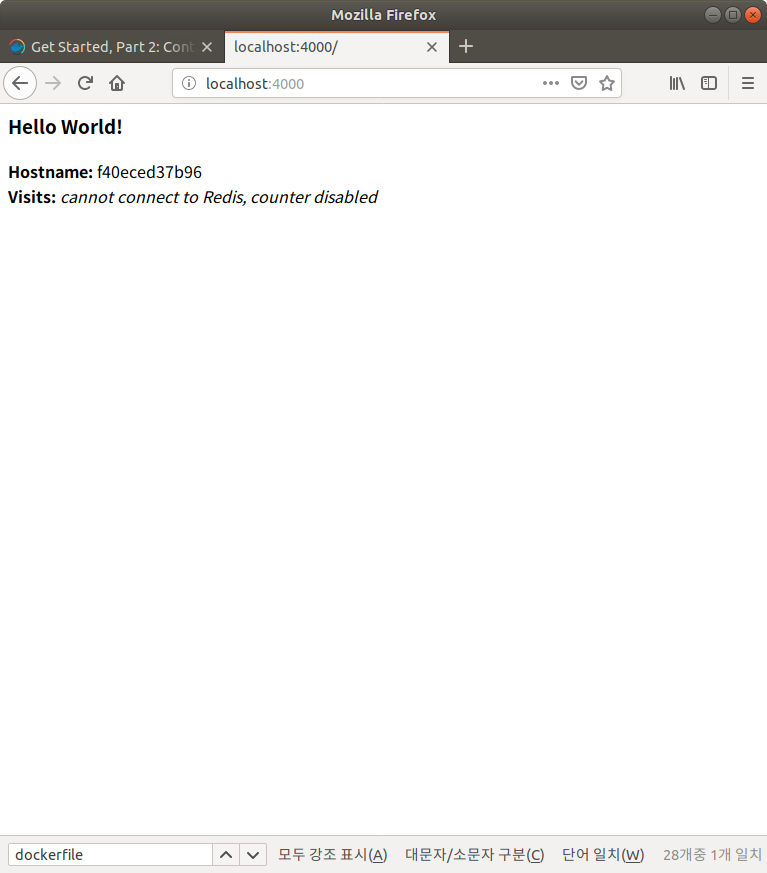 Mozilla Firefox
Get Started, Part 2: Cont
localhost:4000/
localhost:4000
Hello World!
Hostname: f40eced37b96
Visits: cannot connect to Redis, counter disabled
dockerfile
모두 강조 표시(A)
대문자/소문자 구분(C)
단어 일치(W)
28개중 1개 일치